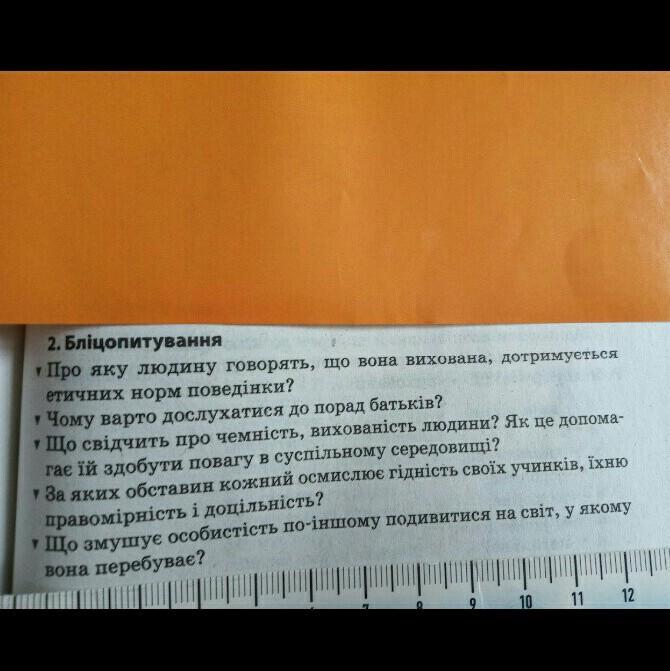 2. Бліцопитування
▼ Про яку людину говорять, що вона вихована, дотримується
етичних норм поведінки?
▼ Чому варто дослухатися до порад батьків?
▼ Що свідчить про чемність, вихованість людини? Як це допома-
гає їй здобути повагу в суспільному середовищі?
▼ За яких обставин кожний осмислює гідність своїх учинків, їхню
правомірність і доцільність?
▼ Що змушує особистість по-іншому подивитися на світ, у якому
вона перебуває?
7 8 9 10 11 12